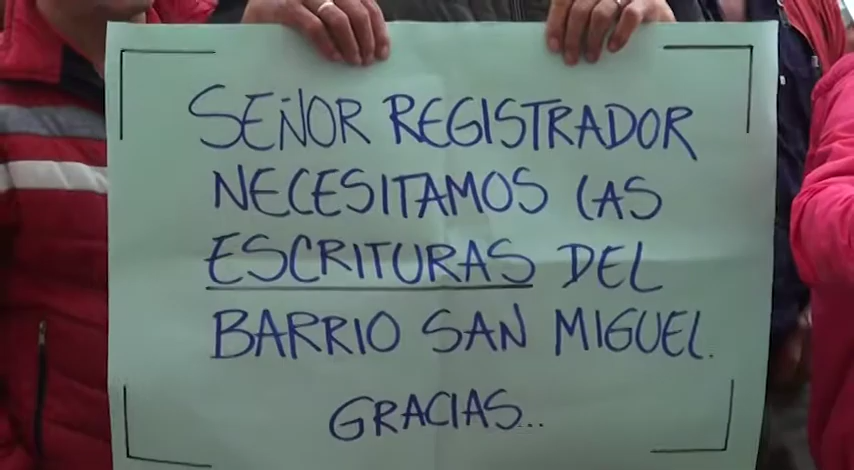 SEÑOR REGISTRADOR
NECESITAMOS LAS
ESCRITURAS DEL
BARRIO SAN MIGUEL.
GRACIAS...